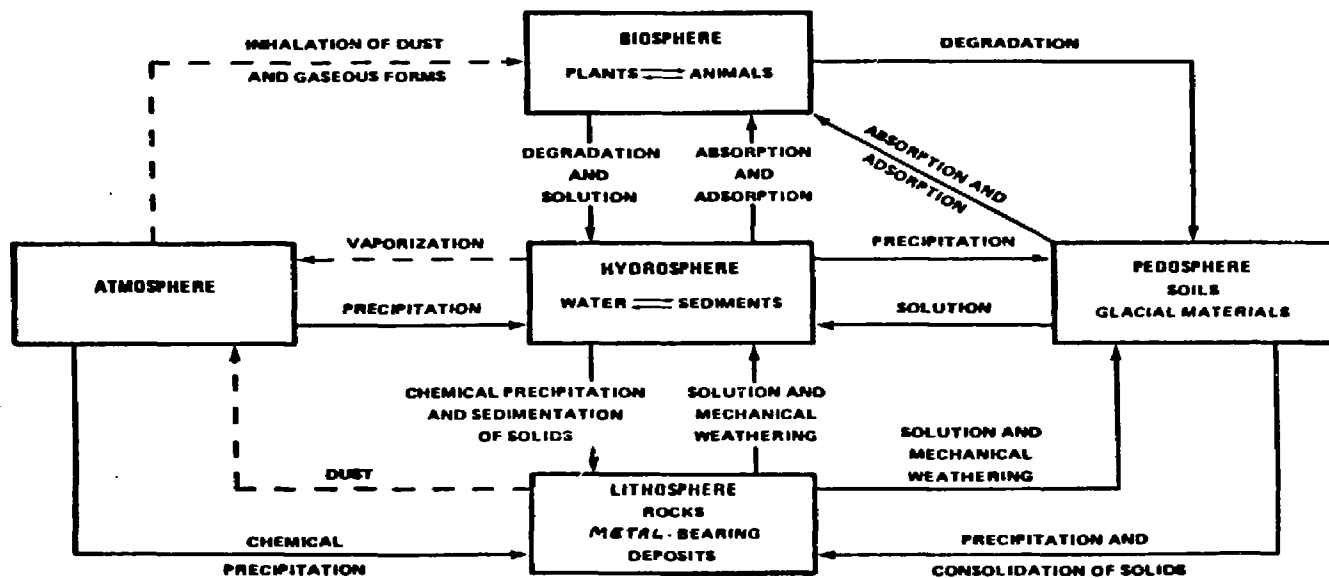 INHALATION OF DUST
AND GASEOUS FORMS
BIOSPHERE
PLANTS ⇌ ANIMALS
DEGRADATION
DEGRADATION
AND
SOLUTION
ABSORPTION
AND
ADSORPTION
ABSORPTION AND
ADSORPTION
ATMOSPHERE
VAPORIZATION
PRECIPITATION
HYDROSPHERE
WATER ⇌ SEDIMENTS
PRECIPITATION
SOLUTION
PEDOSPHERE
SOILS
GLACIAL MATERIALS
CHEMICAL PRECIPITATION
AND SEDIMENTATION
OF SOLIDS
SOLUTION AND
MECHANICAL
WEATHERING
SOLUTION AND
MECHANICAL
WEATHERING
DUST
LITHOSPHERE
ROCKS
METAL-BEARING
DEPOSITS
CHEMICAL
PRECIPITATION
PRECIPITATION AND
CONSOLIDATION OF SOLIDS